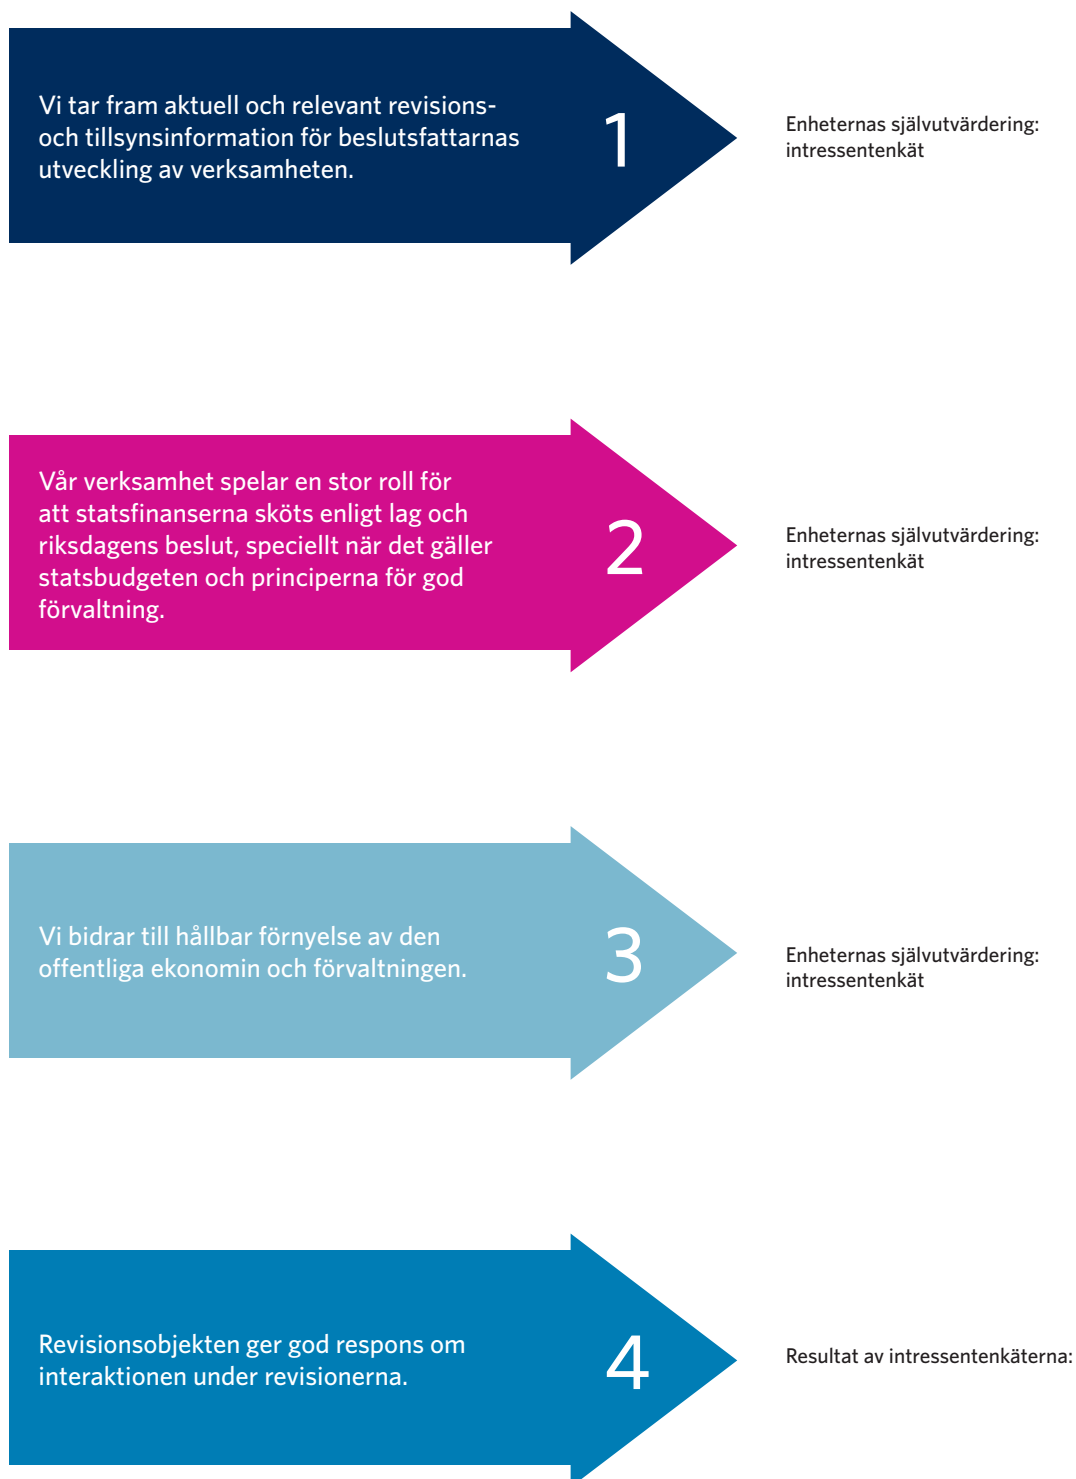 Vi tar fram aktuell och relevant revisions-
och tillsynsinformation för beslutsfattarnas
utveckling av verksamheten.
1
Enheternas självutvärdering:
intressentenkät
Vår verksamhet spelar en stor roll för
att statsfinanserna sköts enligt lag och
riksdagens beslut, speciellt när det gäller
statsbudgeten och principerna för god
förvaltning.
2
Enheternas självutvärdering:
intressentenkät
Vi bidrar till hållbar förnyelse av den
offentliga ekonomin och förvaltningen.
3
Enheternas självutvärdering:
intressentenkät
Revisionsobjekten ger god respons om
interaktionen under revisionerna.
4
Resultat av intressentenkäterna: